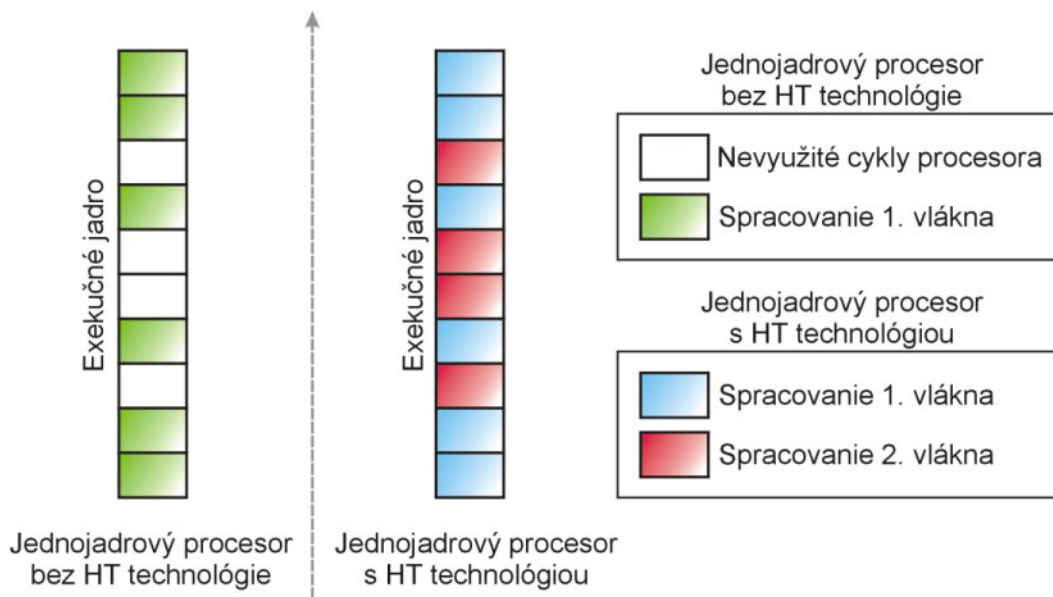 Exekučné jadro
Jednojadrový procesor
bez HT technológie
Exekučné jadro
Jednojadrový procesor
s HT technológiou
Jednojadrový procesor
bez HT technológie
Nevyužité cykly procesora
Spracovanie 1. vlákna
Jednojadrový procesor
s HT technológiou
Spracovanie 1. vlákna
Spracovanie 2. vlákna